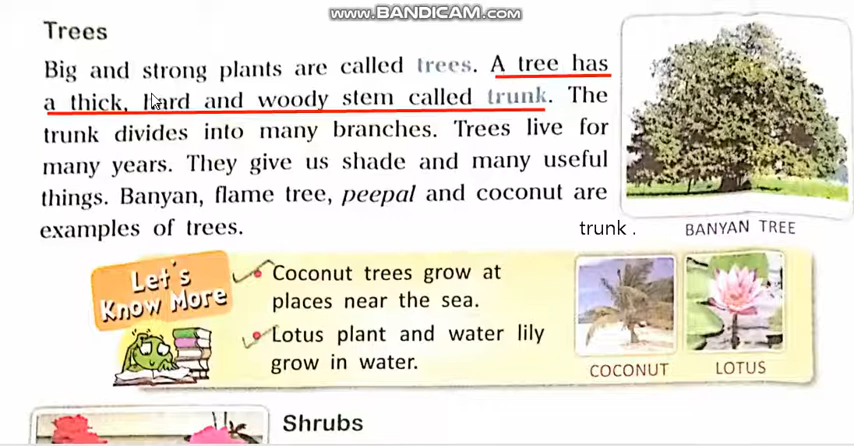 www.BANDICAM.com
Trees
Big and strong plants are called trees. A tree has
a thick, hard and woody stem called trunk. The
trunk divides into many branches. Trees live for
many years. They give us shade and many useful
things. Banyan, flame tree, peepal and coconut are
examples of trees.
trunk .
BANYAN TREE
Let's
Know More
Coconut trees grow at
places near the sea.
Lotus plant and water lily
grow in water.
COCONUT
LOTUS
Shrubs